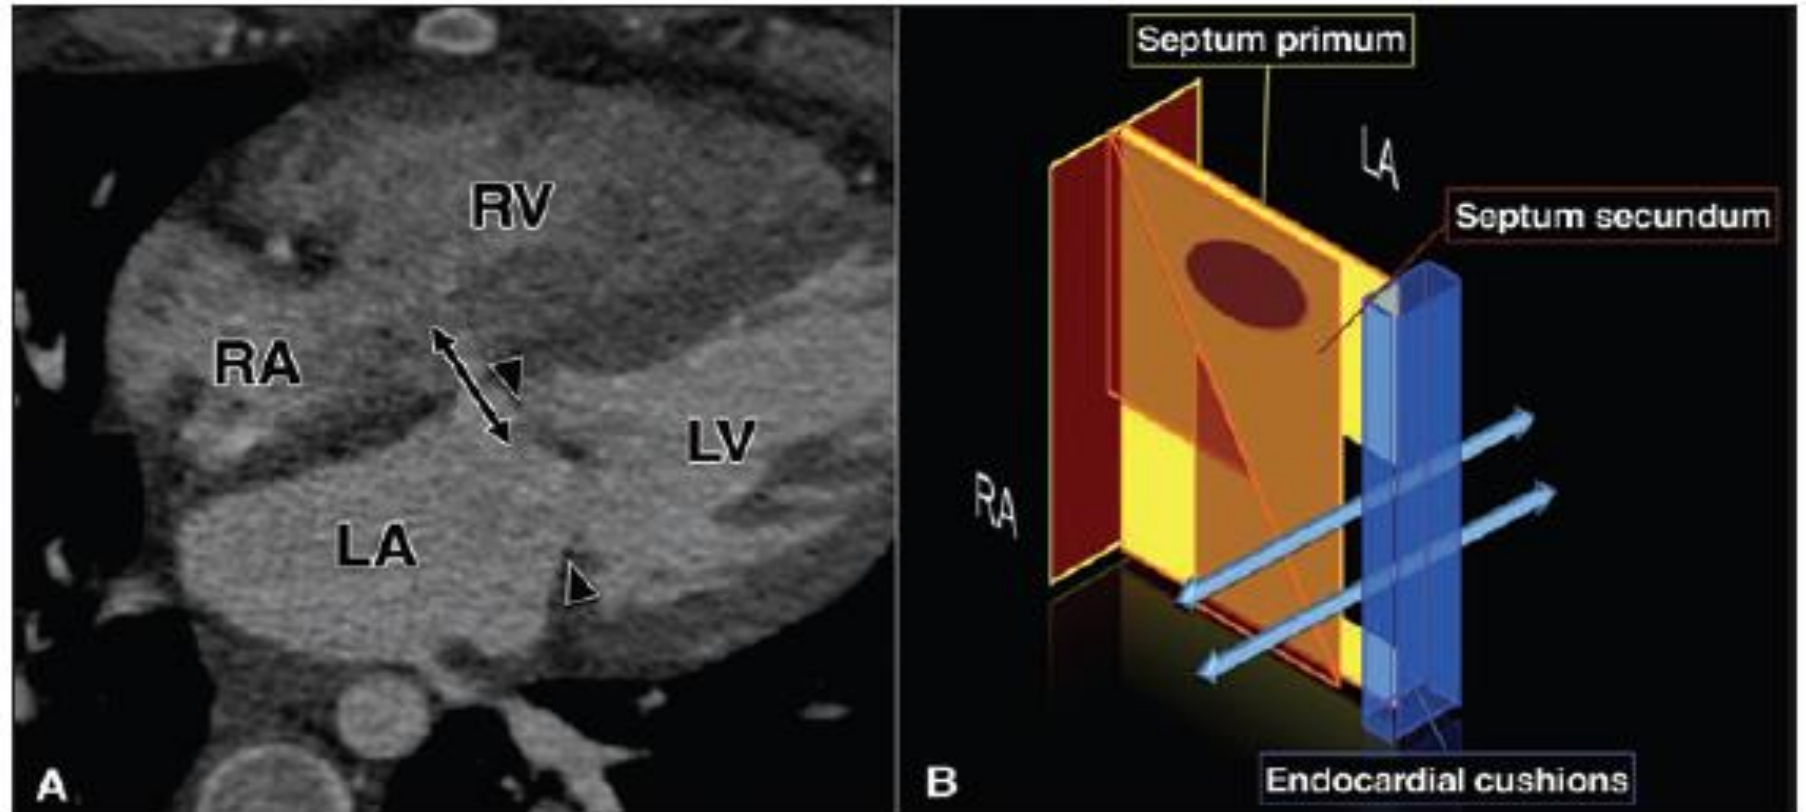 RV
RA
LV
LA
A
Septum primum
LA
Septum secundum
RA
B
Endocardial cushions